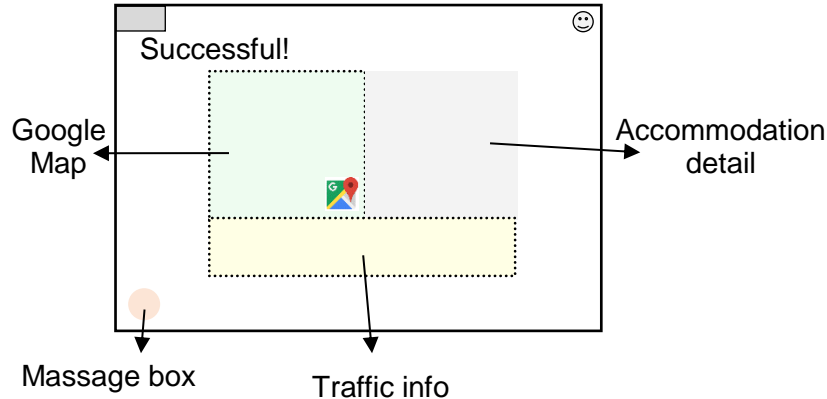 Successful!
Google
Map
G
Accommodation
detail
Massage box
Traffic info